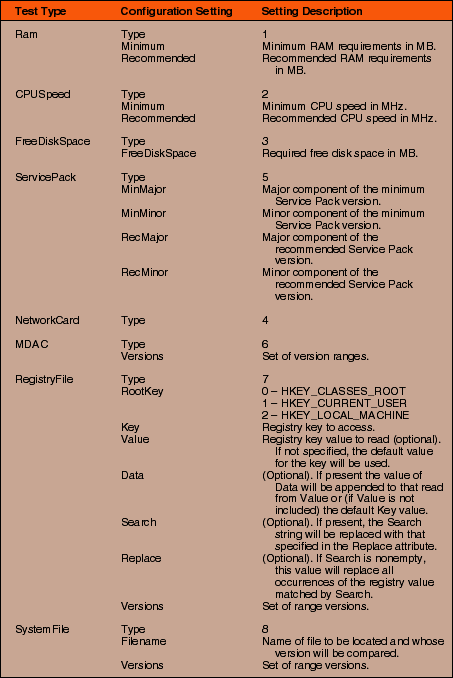 Test Type Configuration Setting Setting Description
Ram Type 1
Minimum Minimum RAM requirements in MB.
Recommended Recommended RAM requirements
in MB.
CPUSpeed Type 2
Minimum Minimum CPU speed in MHz.
Recommended Recommended CPU speed in MHz.
FreeDiskSpace Type 3
FreeDiskSpace Required free disk space in MB.
ServicePack Type 5
MinMajor Major component of the minimum
Service Pack version.
MinMinor Minor component of the minimum
Service Pack version.
RecMajor Major component of the
recommended Service Pack
version.
RecMinor Minor component of the
recommended Service Pack
version.
NetworkCard Type 4
MDAC Type 6
Versions Set of version ranges.
RegistryFile Type 7
RootKey 0 – HKEY_CLASSES_ROOT
1 – HKEY_CURRENT_USER
2 – HKEY_LOCAL_MACHINE
Key Registry key to access.
Value Registry key value to read (optional).
If not specified, the default value
for the key will be used.
Data (Optional). If present the value of
Data will be appended to that read
from Value or (if Value is not
included) the default Key value.
Search (Optional). If present, the Search
string will be replaced with that
specified in the Replace attribute.
Replace (Optional). If Search is nonempty,
this value will replace all
occurrences of the registry value
matched by Search.
Versions Set of range versions.
SystemFile Type 8
Filename Name of file to be located and whose
version will be compared.
Versions Set of range versions.